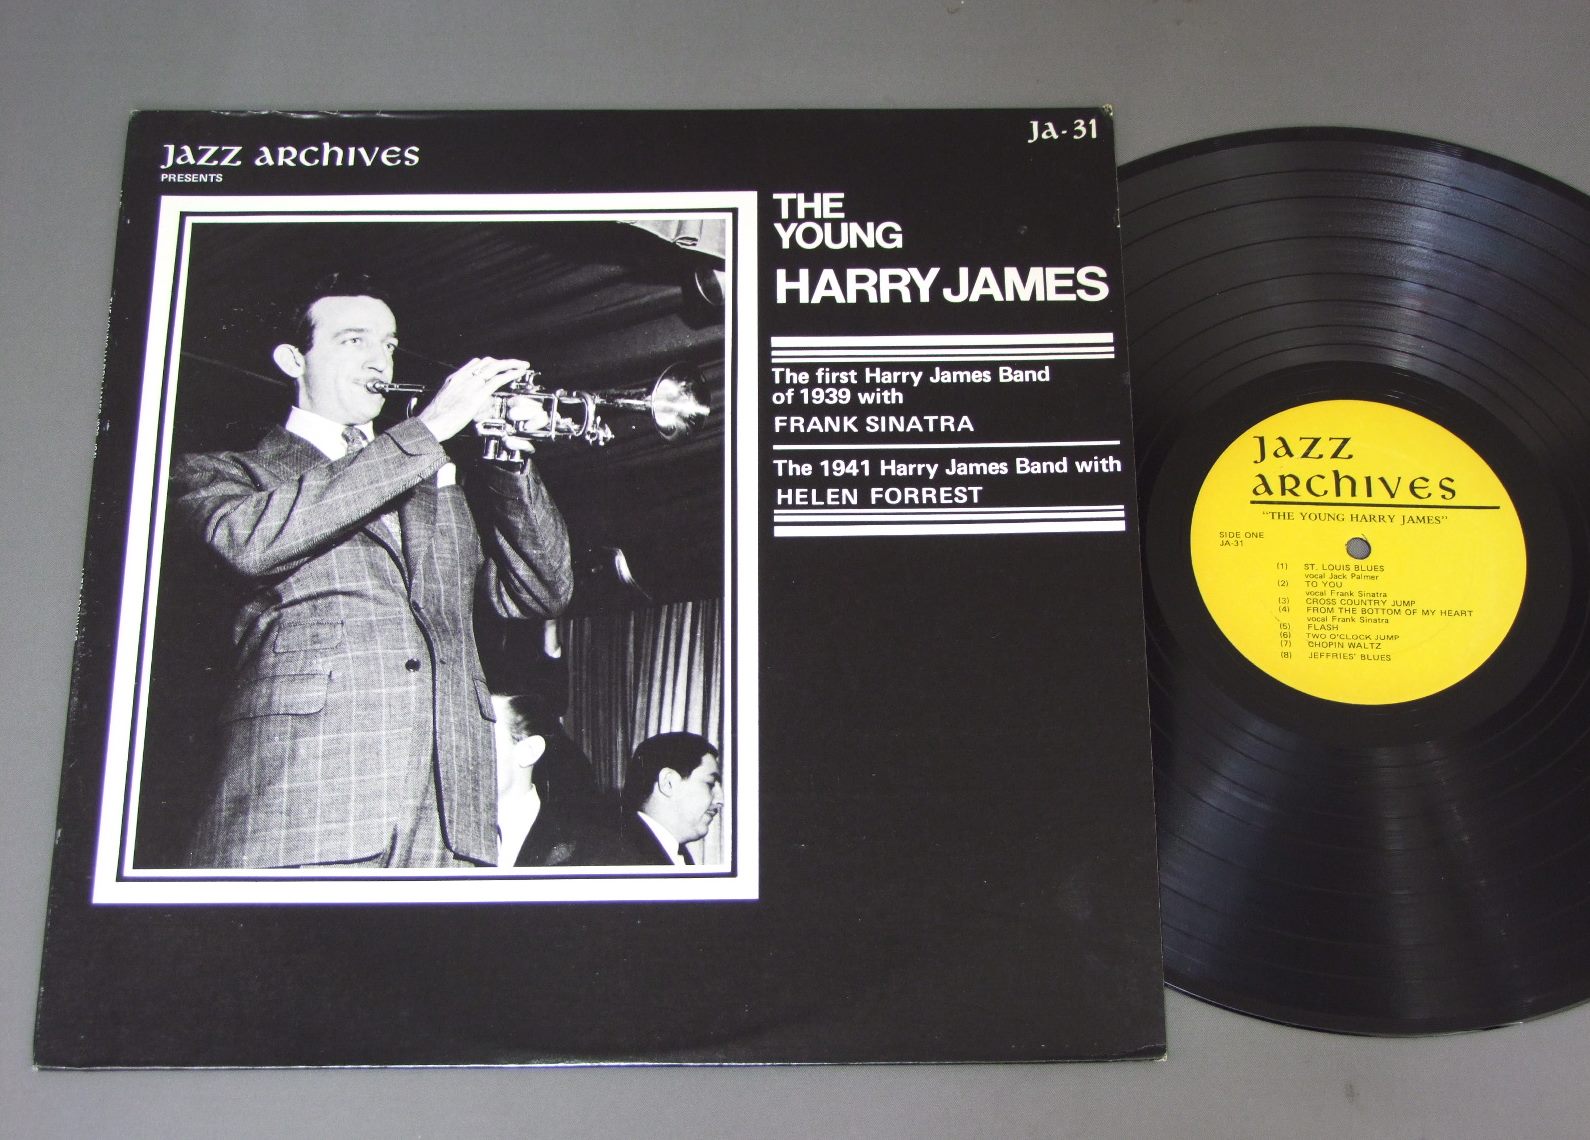 Jazz Archives
PRESENTS
JA-31
THE
YOUNG
HARRY JAMES
The first Harry James Band
of 1939 with
FRANK SINATRA
The 1941 Harry James Band with
HELEN FORREST
Jazz
Archives
"THE YOUNG HARRY JAMES"
SIDE ONE
JA-31
(1) ST. LOUIS BLUES
vocal Jack Palmer
(2) TO YOU
vocal Frank Sinatra
(3) CROSS COUNTRY JUMP
(4) FROM THE BOTTOM OF MY HEART
vocal Frank Sinatra
(5) FLASH
(6) TWO O'CLOCK JUMP
(7) CHOPIN WALTZ
(8) JEFFRIES' BLUES